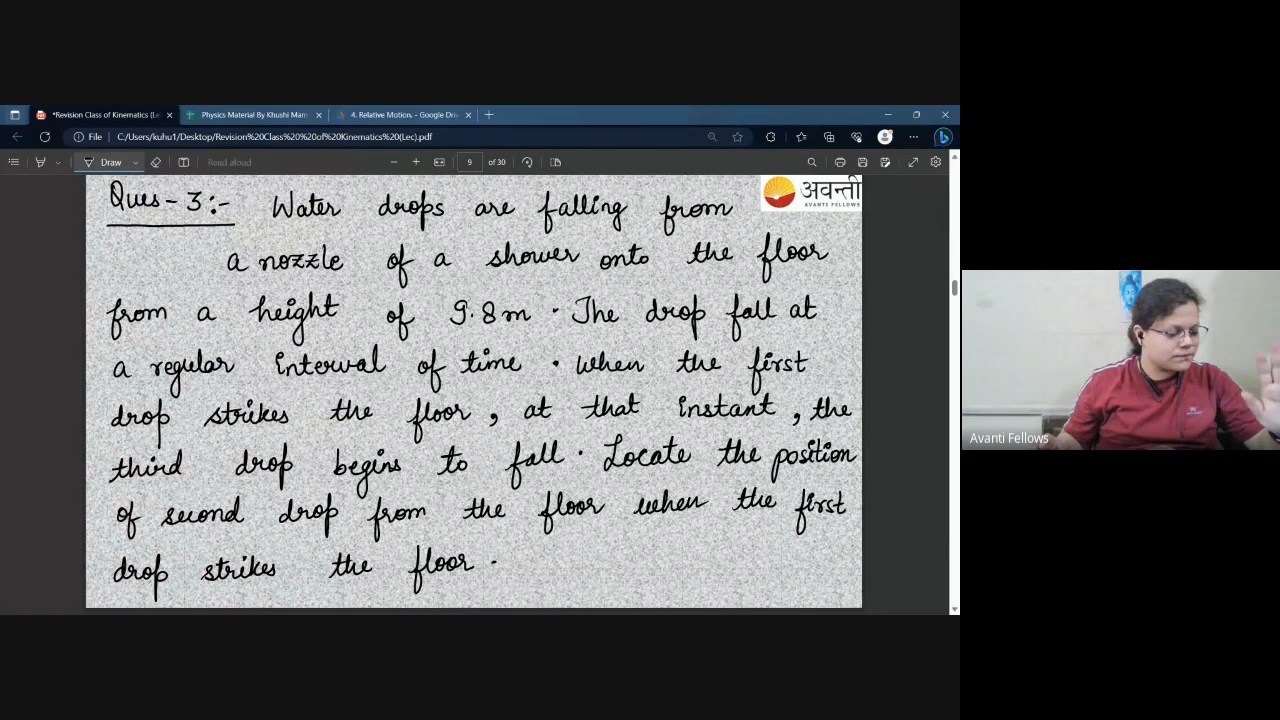 *Revision Class of Kinematics (Le
Physics Material By Khushi Mam
4. Relative Motion. - Google Driv
File
C:/Users/kuhu1/Desktop/Revision%20Class%20%20of%20Kinematics%20(Lec).pdf
Draw
Read aloud
9
of 30
Ques - 3 :-
अवन्ती
AVANTI FELLOWS
Water drops are falling from
a nozzle of a shower onto the floor
from a height of 9.8m . The drop fall at
a regular interval of time . When the first
drop strikes the floor , at that instant , the
third drop begins to fall . Locate the position
of second drop from the floor when the first
drop strikes the floor .
Avanti Fellows